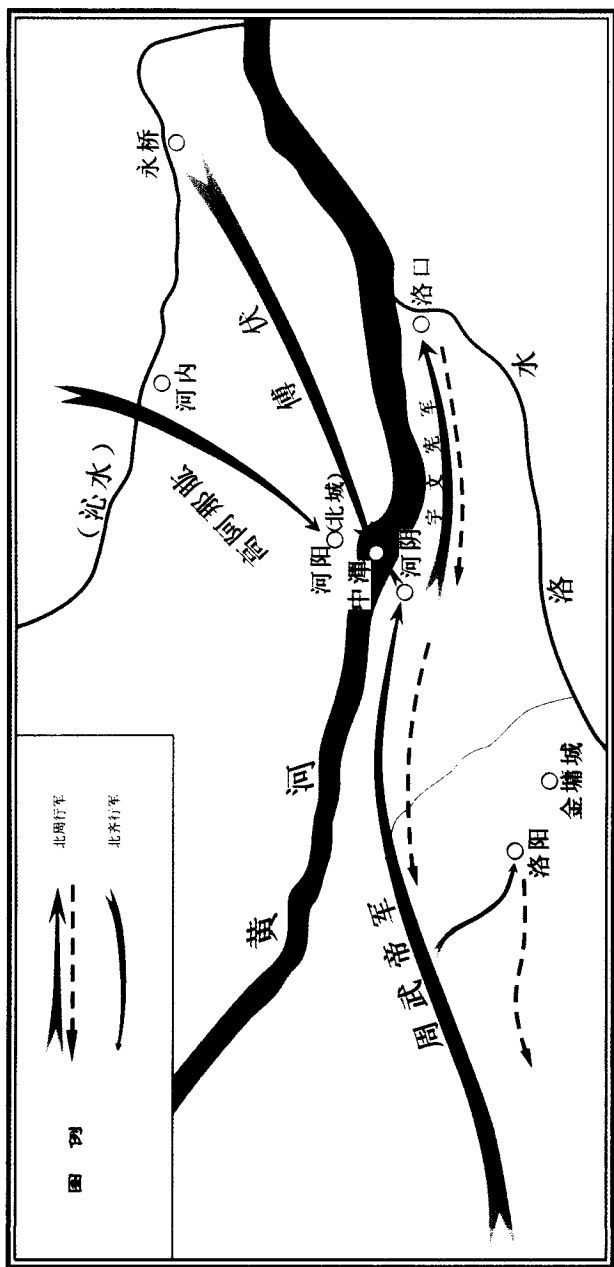 图例
北周行军
北齐行军
永桥
河内
(沁水)
高阿那肱
傅伏
河阳
(北城)
中潬
河阴
洛口
宇文宪军
洛水
黄河
周武帝军
金墉城
洛阳